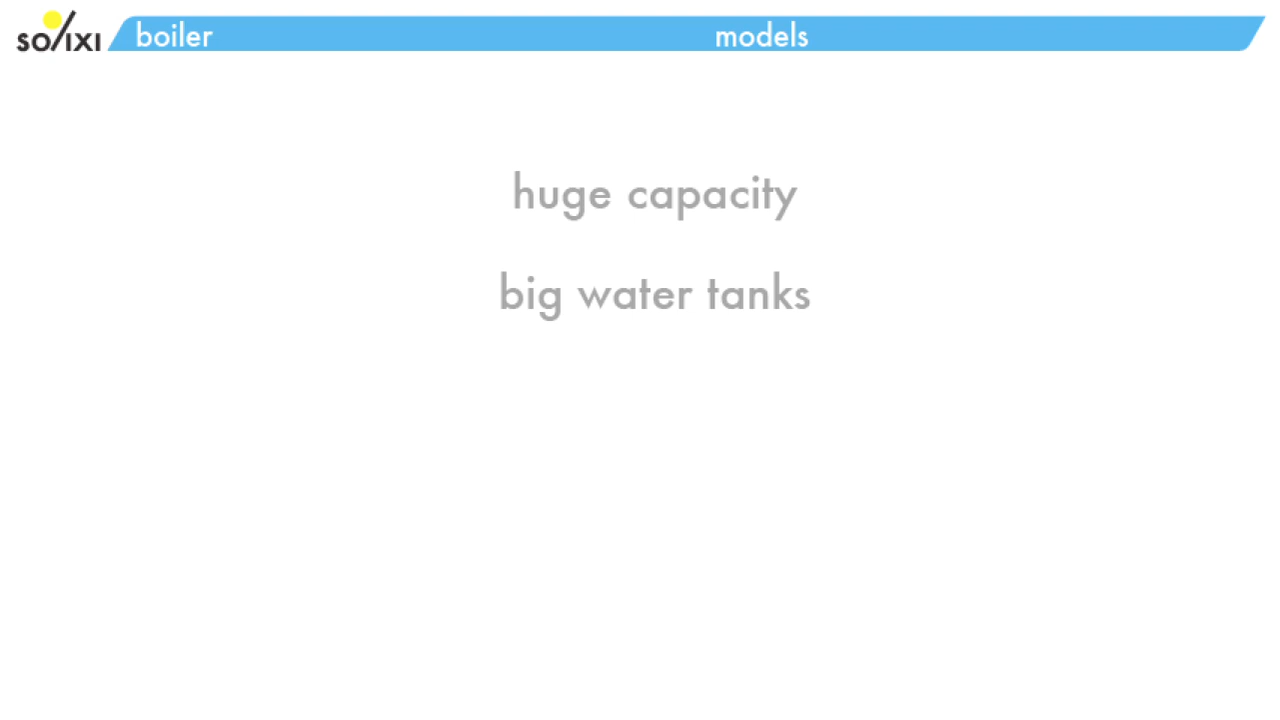 solixi boiler models
huge capacity
big water tanks